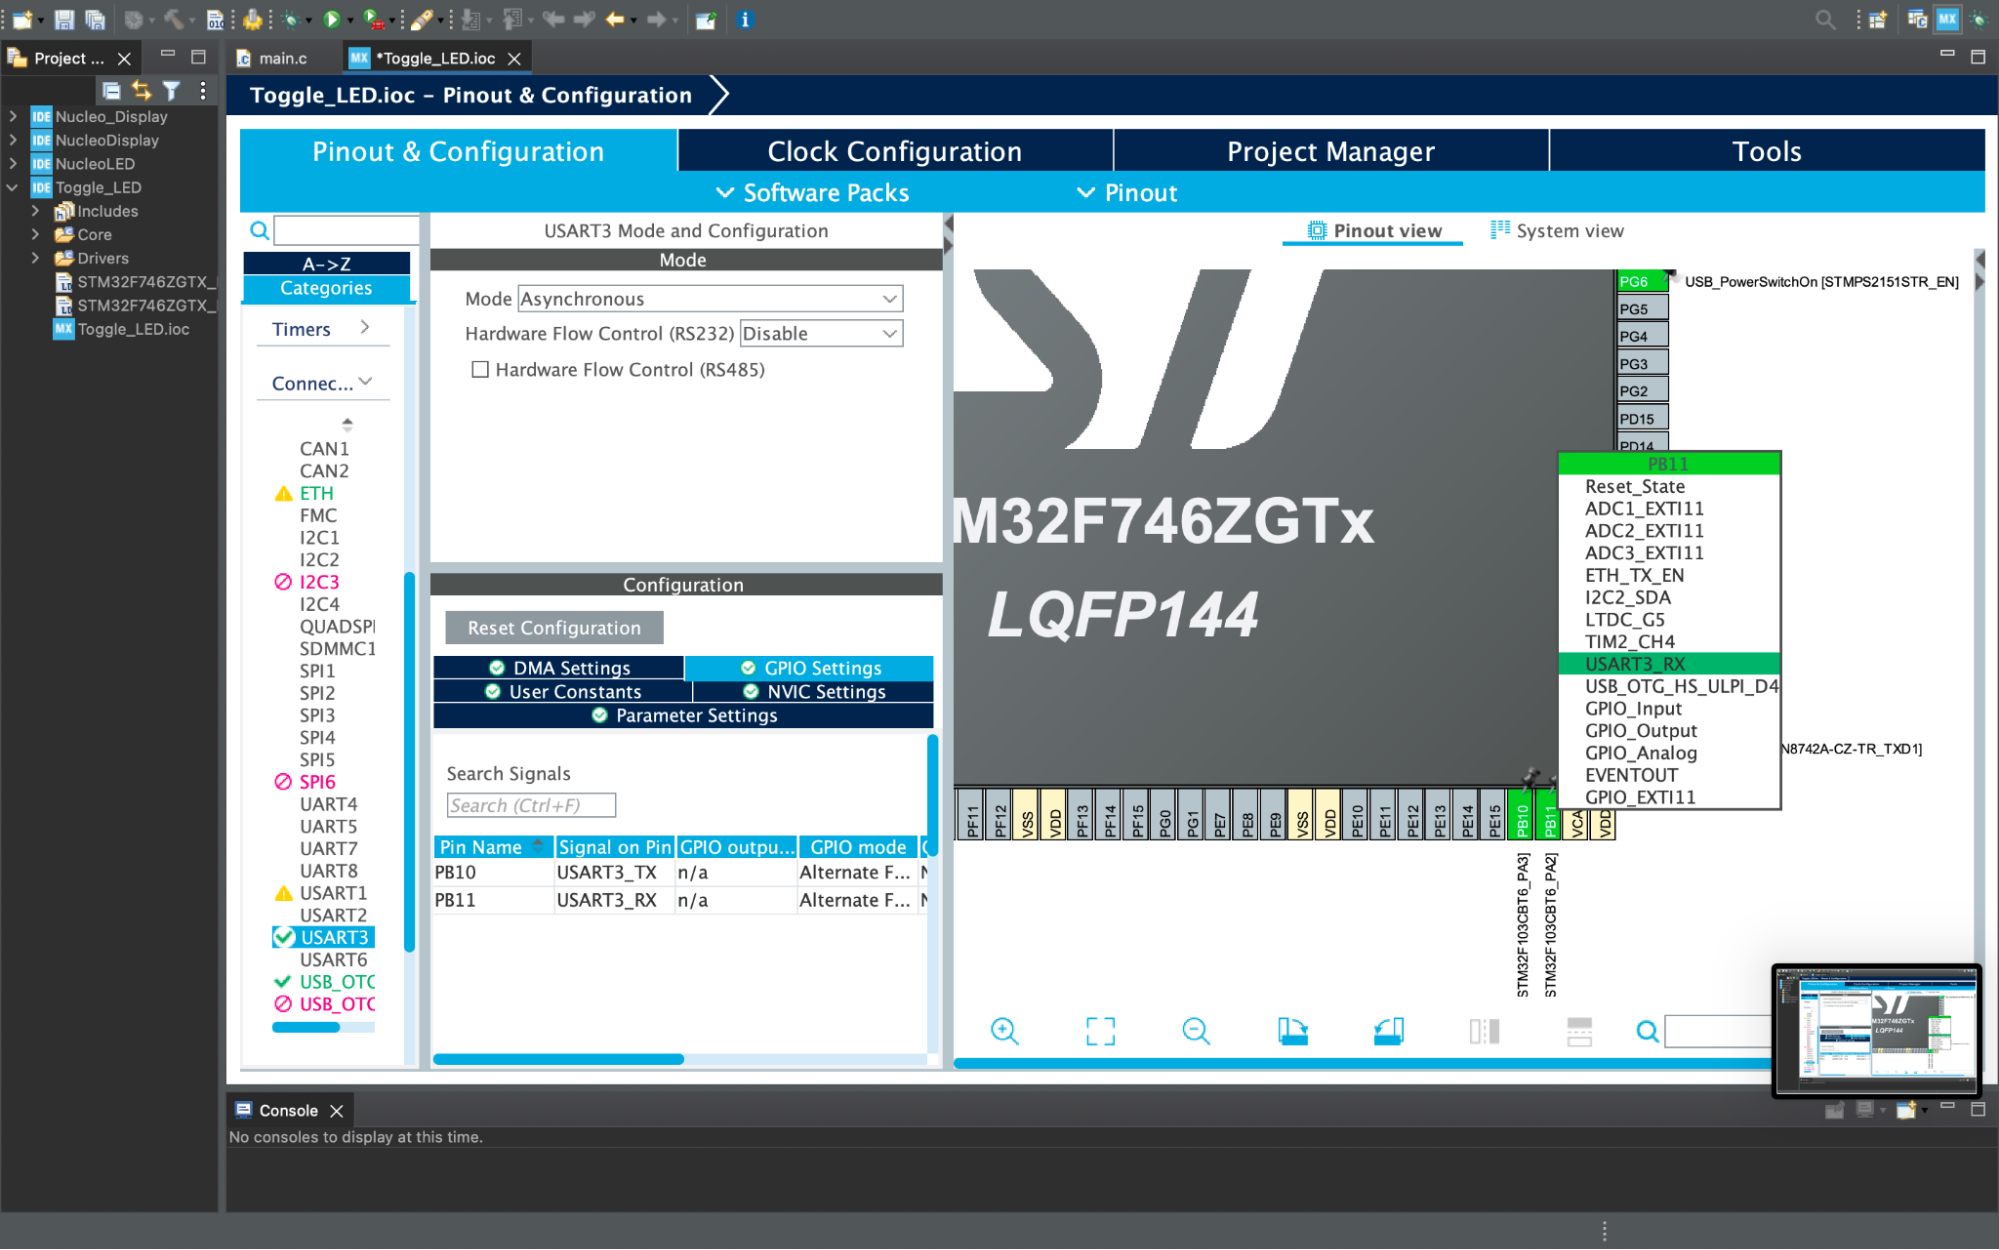 Project ...
main.c
MX *Toggle_LED.ioc
MX
Toggle_LED.ioc – Pinout & Configuration
IDE Nucleo_Display
IDE NucleoDisplay
IDE NucleoLED
IDE Toggle_LED
Includes
Core
Drivers
STM32F746ZGTX_
STM32F746ZGTX_
MX Toggle_LED.ioc
Pinout & Configuration
Clock Configuration
Project Manager
Tools
Software Packs
Pinout
A->Z
Categories
Timers
Connec...
CAN1
CAN2
ETH
FMC
I2C1
I2C2
I2C3
I2C4
QUADSPI
SDMMC1
SPI1
SPI2
SPI3
SPI4
SPI5
SPI6
UART4
UART5
UART7
UART8
USART1
USART2
USART3
USART6
USB_OTG
USB_OTG
USART3 Mode and Configuration
Mode
Mode Asynchronous
Hardware Flow Control (RS232) Disable
Hardware Flow Control (RS485)
Configuration
Reset Configuration
DMA Settings
GPIO Settings
User Constants
NVIC Settings
Parameter Settings
Search Signals
Search (Ctrl+F)
Pin Name Signal on Pin GPIO outpu... GPIO mode
PB10 USART3_TX n/a Alternate F...
PB11 USART3_RX n/a Alternate F...
Pinout view
System view
PG6 USB_PowerSwitchOn [STMPS2151STR_EN]
PG5
PG4
PG3
PG2
PD15
PD14
M32F746ZGTx
LQFP144
PB11
Reset_State
ADC1_EXTI11
ADC2_EXTI11
ADC3_EXTI11
ETH_TX_EN
I2C2_SDA
LTDC_G5
TIM2_CH4
USART3_RX
USB_OTG_HS_ULPI_D4
GPIO_Input
GPIO_Output
GPIO_Analog
EVENTOUT
GPIO_EXTI11
N8742A-CZ-TR_TXD1]
PF11 PF12 VSS VDD PF13 PF14 PF15 PG0 PG1 PE7 PE8 PE9 VSS VDD PE10 PE11 PE12 PE13 PE14 PE15 PB10 PB11 VCA VDD
STM32F103CBT6_PA3]
STM32F103CBT6_PA2]
M32F746ZGTx
LQFP144
Console
No consoles to display at this time.